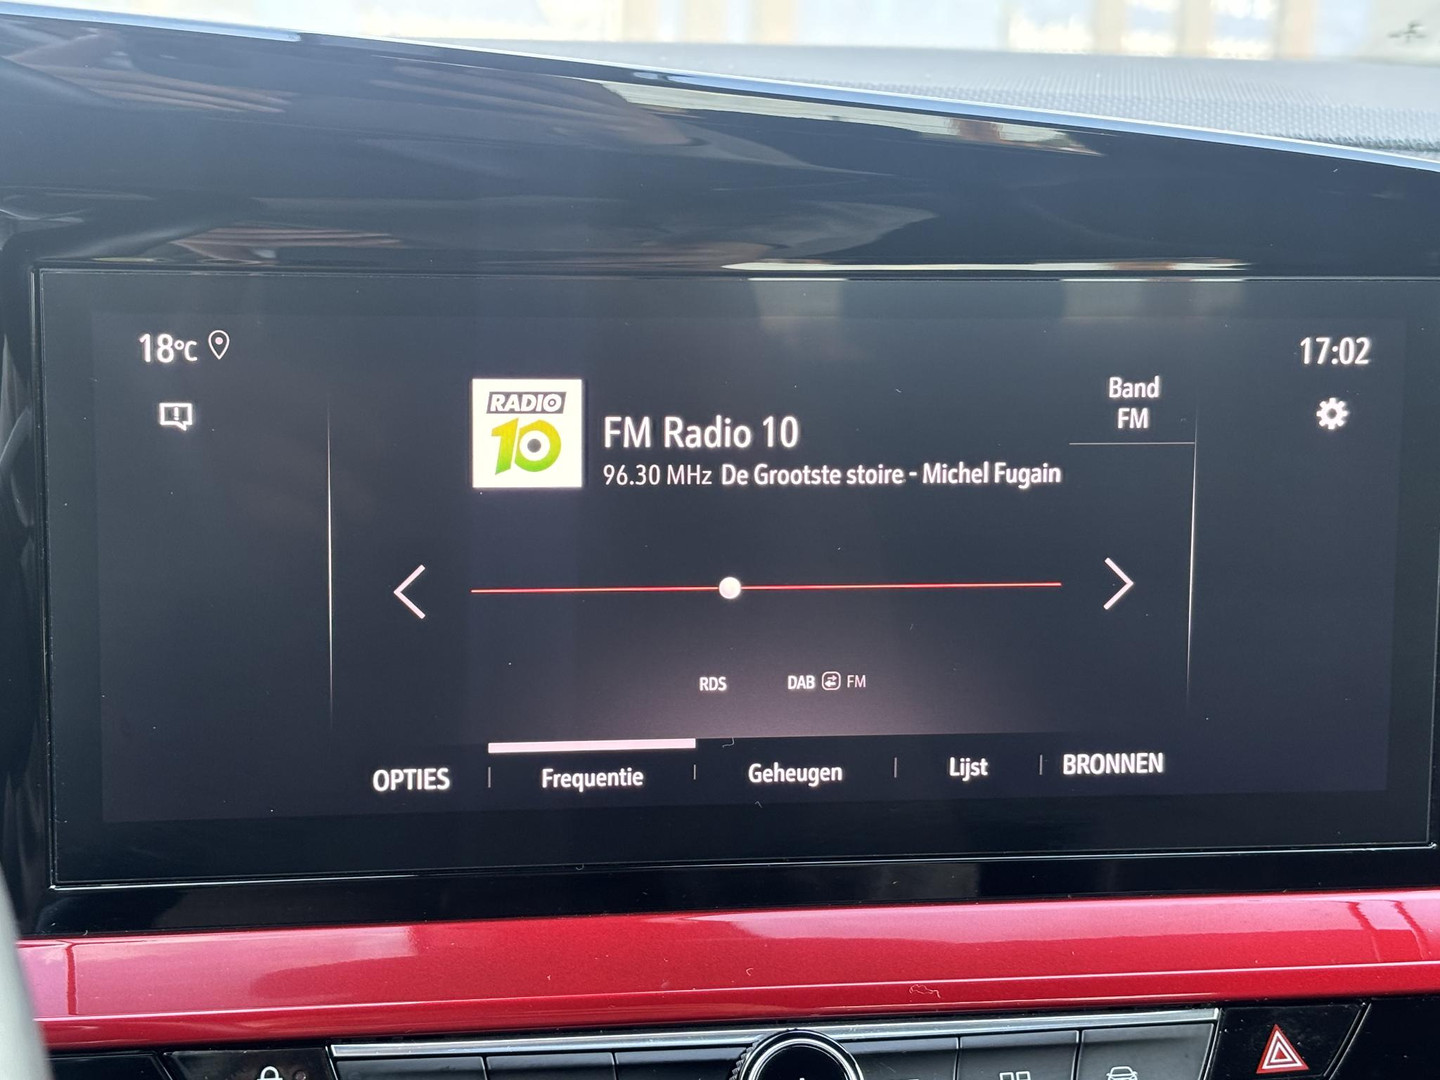 18°C
17:02
RADIO
10
FM Radio 10
96.30 MHz De Grootste stoire - Michel Fugain
Band
FM
RDS
DAB FM
OPTIES
Frequentie
Geheugen
Lijst
BRONNEN